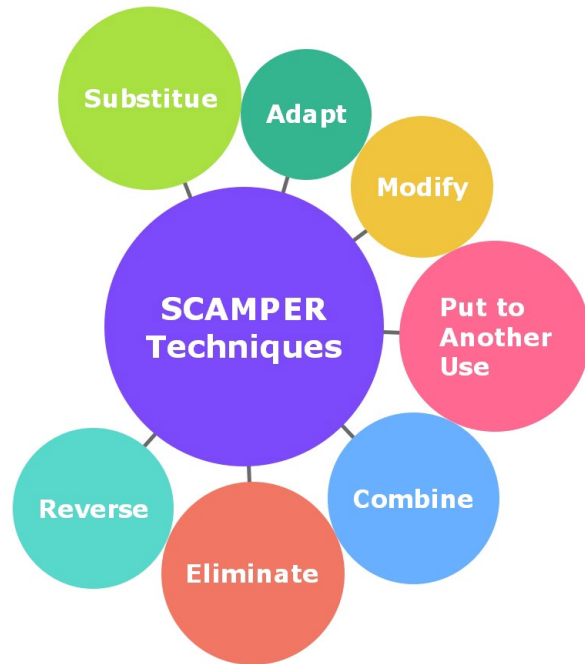 Substitue
Adapt
Modify
SCAMPER
Techniques
Put to
Another
Use
Combine
Eliminate
Reverse